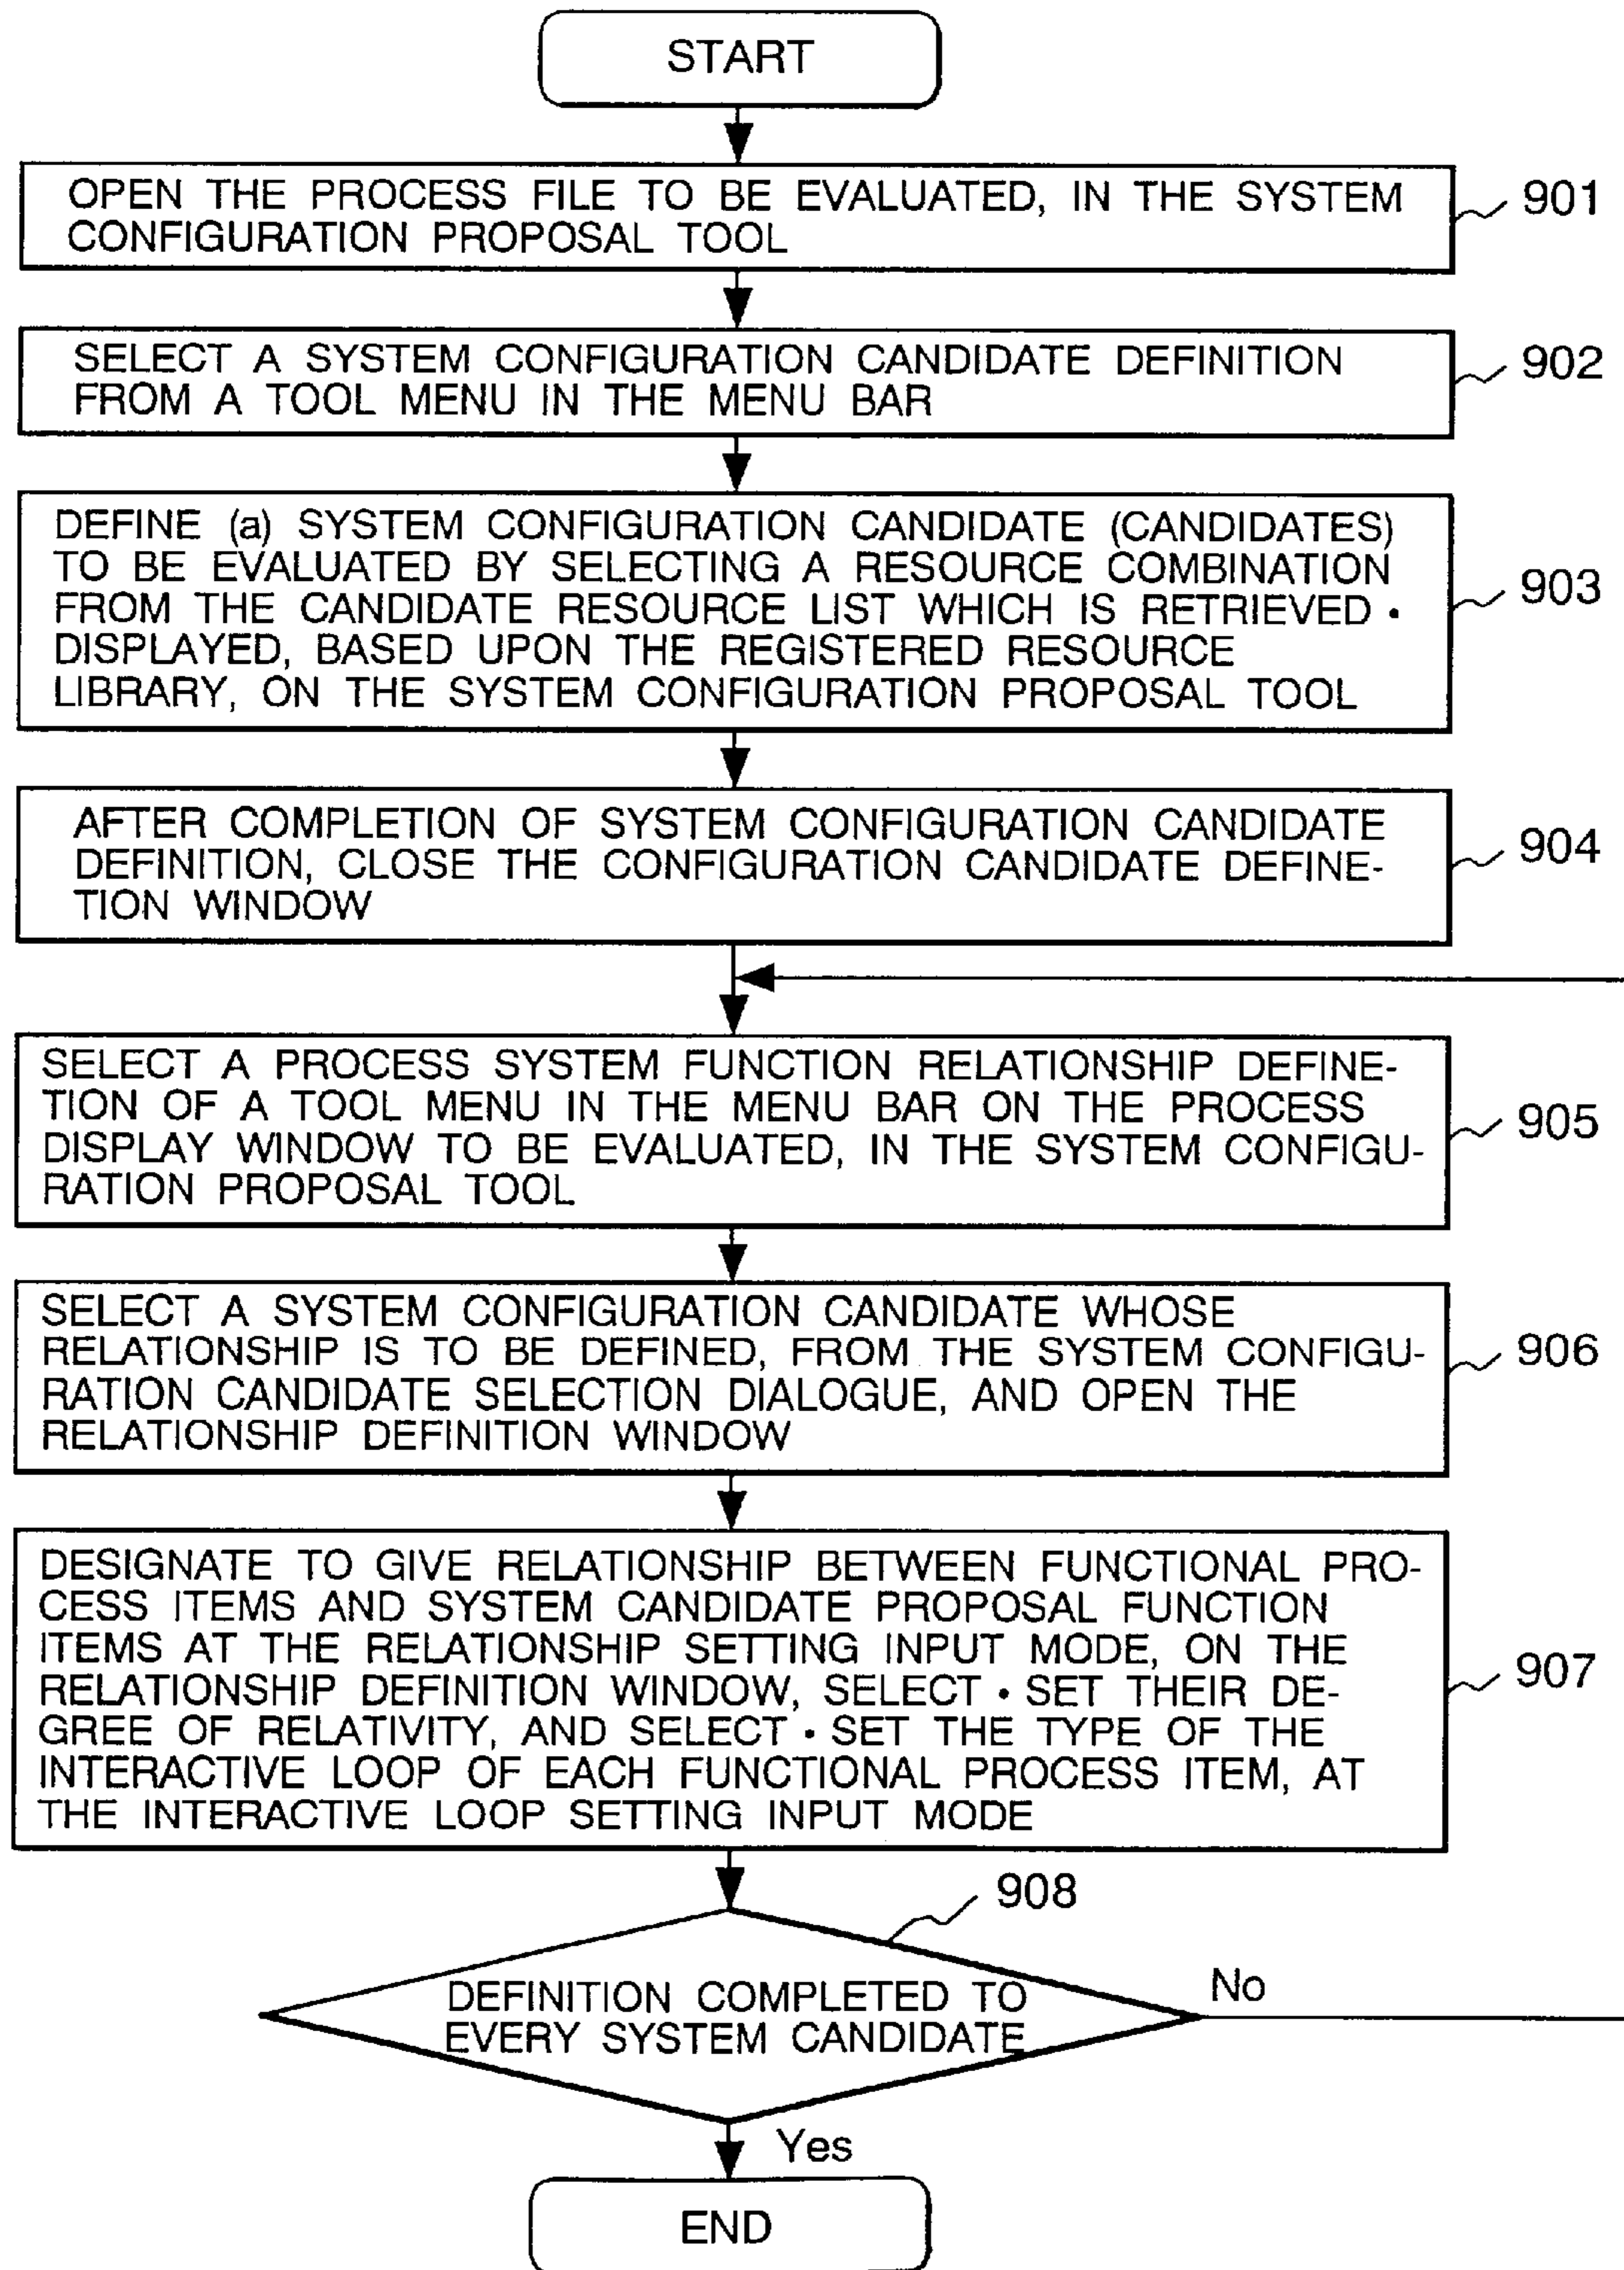 START
OPEN THE PROCESS FILE TO BE EVALUATED, IN THE SYSTEM
CONFIGURATION PROPOSAL TOOL
901
SELECT A SYSTEM CONFIGURATION CANDIDATE DEFINITION
FROM A TOOL MENU IN THE MENU BAR
902
DEFINE (a) SYSTEM CONFIGURATION CANDIDATE (CANDIDATES)
TO BE EVALUATED BY SELECTING A RESOURCE COMBINATION
FROM THE CANDIDATE RESOURCE LIST WHICH IS RETRIEVED •
DISPLAYED, BASED UPON THE REGISTERED RESOURCE
LIBRARY, ON THE SYSTEM CONFIGURATION PROPOSAL TOOL
903
AFTER COMPLETION OF SYSTEM CONFIGURATION CANDIDATE
DEFINITION, CLOSE THE CONFIGURATION CANDIDATE DEFINE-
TION WINDOW
904
SELECT A PROCESS SYSTEM FUNCTION RELATIONSHIP DEFINE-
TION OF A TOOL MENU IN THE MENU BAR ON THE PROCESS
DISPLAY WINDOW TO BE EVALUATED, IN THE SYSTEM CONFIGU-
RATION PROPOSAL TOOL
905
SELECT A SYSTEM CONFIGURATION CANDIDATE WHOSE
RELATIONSHIP IS TO BE DEFINED, FROM THE SYSTEM CONFIGU-
RATION CANDIDATE SELECTION DIALOGUE, AND OPEN THE
RELATIONSHIP DEFINITION WINDOW
906
DESIGNATE TO GIVE RELATIONSHIP BETWEEN FUNCTIONAL PRO-
CESS ITEMS AND SYSTEM CANDIDATE PROPOSAL FUNCTION
ITEMS AT THE RELATIONSHIP SETTING INPUT MODE, ON THE
RELATIONSHIP DEFINITION WINDOW, SELECT • SET THEIR DE-
GREE OF RELATIVITY, AND SELECT • SET THE TYPE OF THE
INTERACTIVE LOOP OF EACH FUNCTIONAL PROCESS ITEM, AT
THE INTERACTIVE LOOP SETTING INPUT MODE
907
908
DEFINITION COMPLETED TO
EVERY SYSTEM CANDIDATE
No
Yes
END